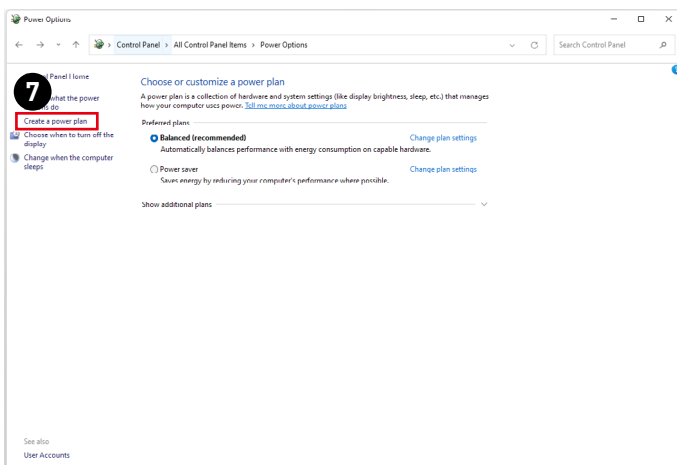 Power Options
Control Panel > All Control Panel Items > Power Options
Search Control Panel
7
Panel Home
what the power
do
Create a power plan
Choose when to turn off the
display
Change when the computer
sleeps
Choose or customize a power plan
A power plan is a collection of hardware and system settings (like display brightness, sleep, etc.) that manages
how your computer uses power. Tell me more about power plans
Preferred plans
Balanced (recommended)
Change plan settings
Automatically balances performance with energy consumption on capable hardware.
Power saver
Change plan settings
Saves energy by reducing your computer's performance where possible.
Show additional plans
See also
User Accounts